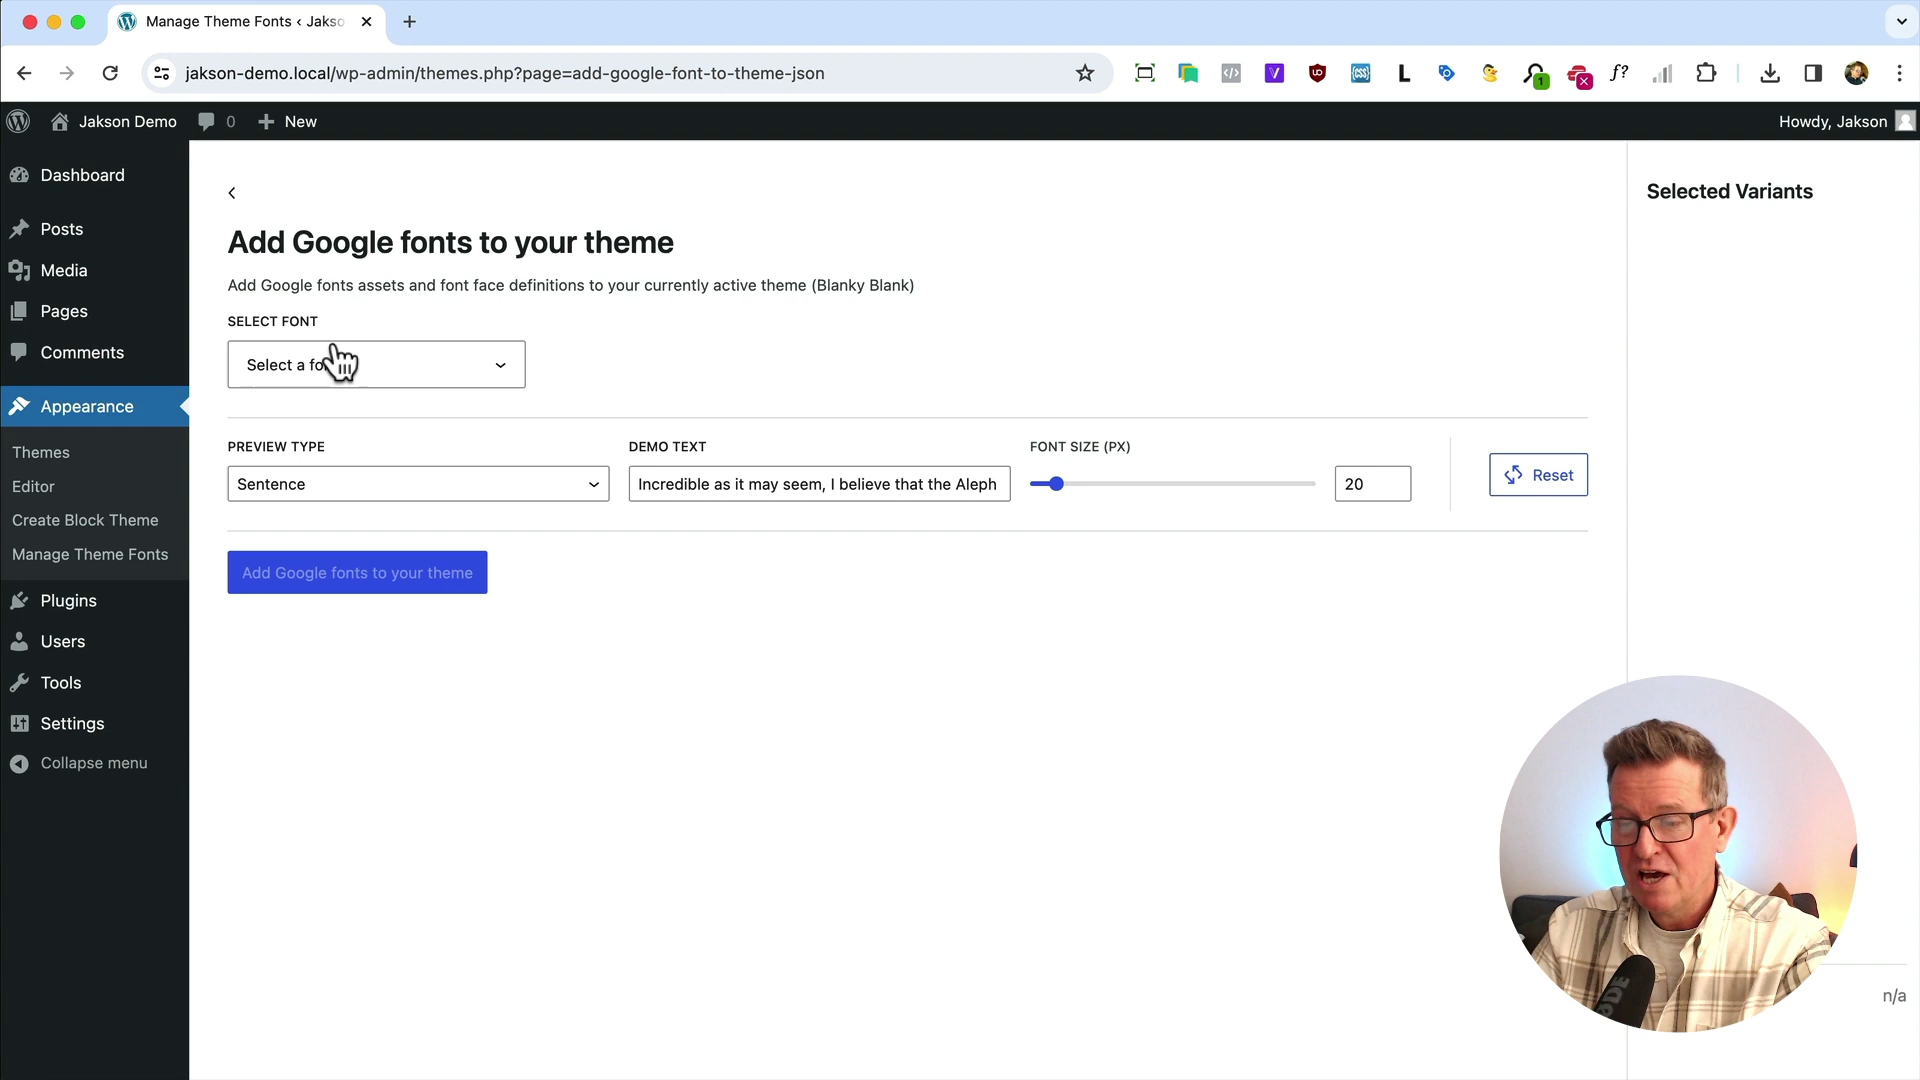 Manage Theme Fonts ‹ Jakso
jakson-demo.local/wp-admin/themes.php?page=add-google-font-to-theme-json
Jakson Demo
0
New
Howdy, Jakson
Dashboard
Posts
Media
Pages
Comments
Appearance
Themes
Editor
Create Block Theme
Manage Theme Fonts
Plugins
Users
Tools
Settings
Collapse menu
Add Google fonts to your theme
Add Google fonts assets and font face definitions to your currently active theme (Blanky Blank)
SELECT FONT
Select a fo
PREVIEW TYPE
Sentence
DEMO TEXT
Incredible as it may seem, I believe that the Aleph
FONT SIZE (PX)
20
Reset
Add Google fonts to your theme
Selected Variants
n/a